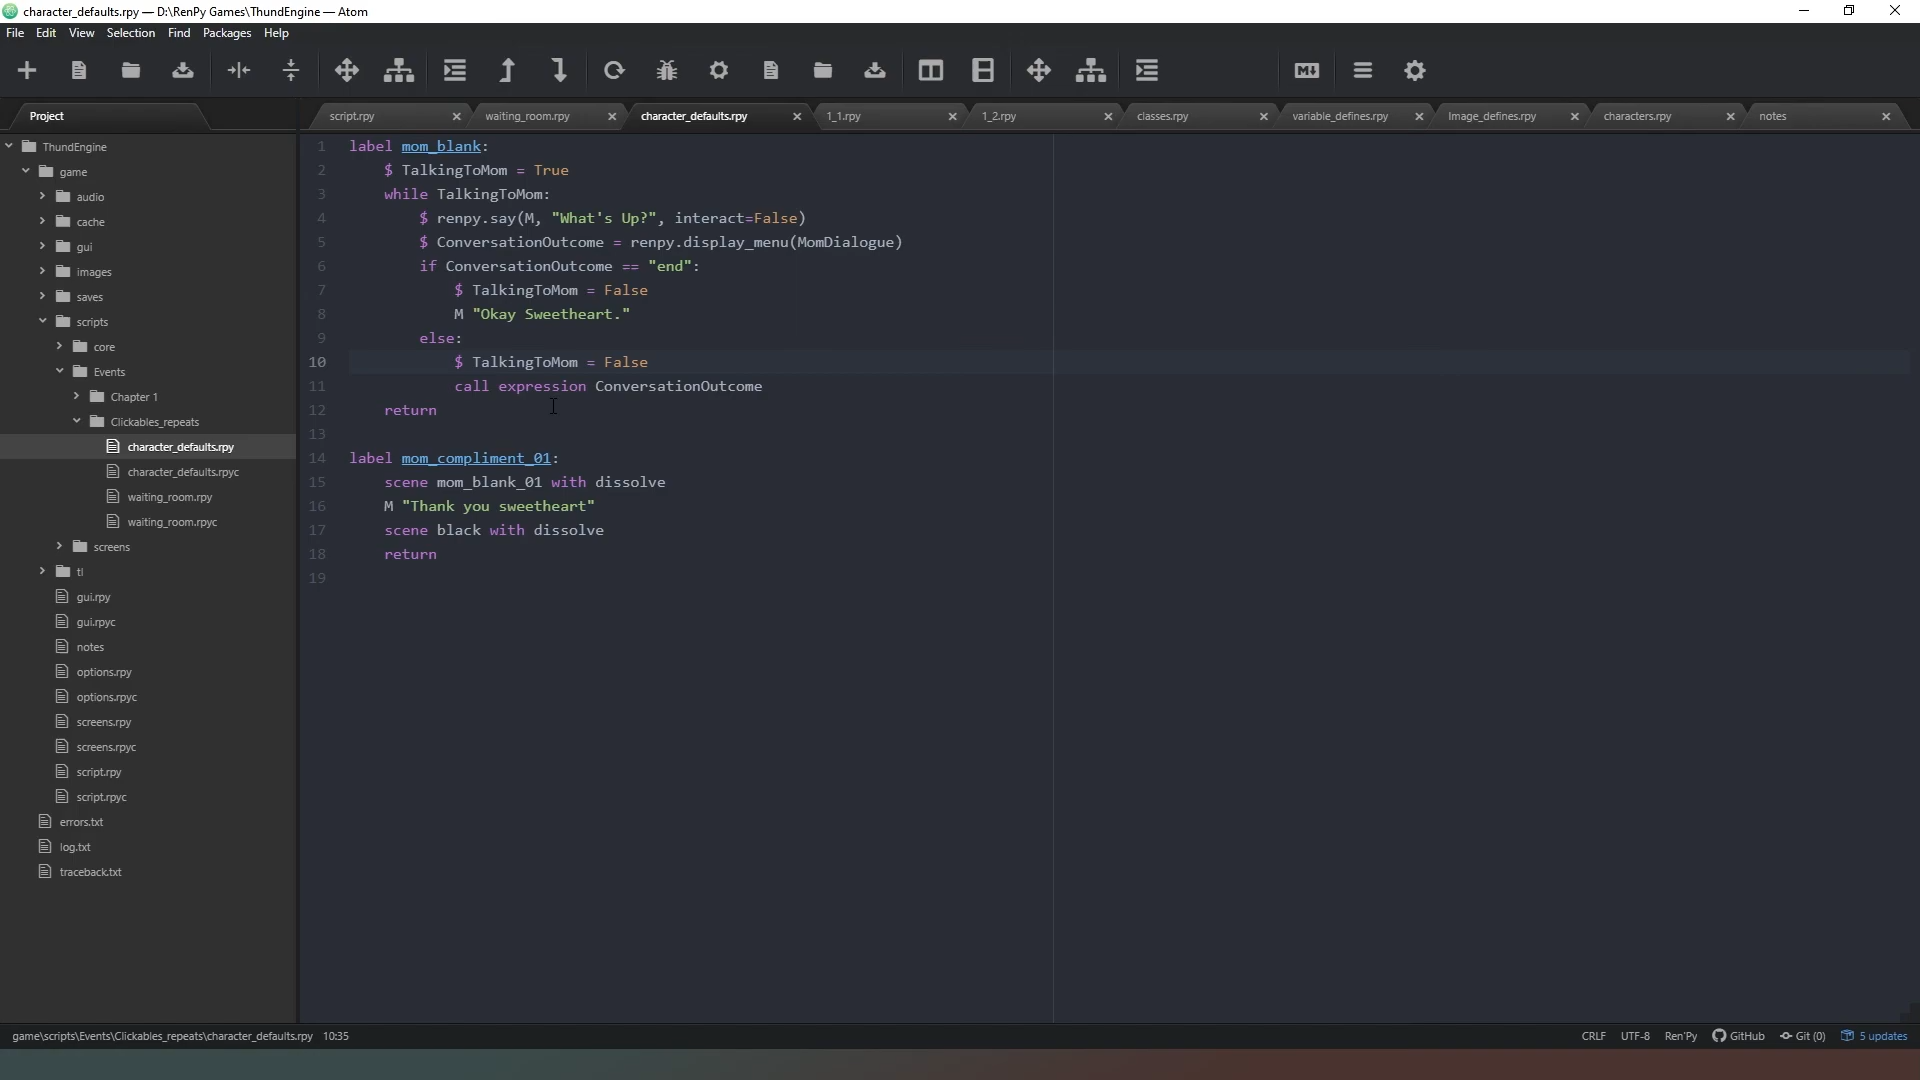 character_defaults.rpy — D:\RenPy Games\ThundEngine — Atom
File Edit View Selection Find Packages Help
Project
script.rpy waiting_room.rpy character_defaults.rpy 1_1.rpy 1_2.rpy classes.rpy variable_defines.rpy Image_defines.rpy characters.rpy notes
ThundEngine
game
audio
cache
gui
images
saves
scripts
core
Events
Chapter 1
Clickables_repeats
character_defaults.rpy
character_defaults.rpyc
waiting_room.rpy
waiting_room.rpyc
screens
tl
gui.rpy
gui.rpyc
notes
options.rpy
options.rpyc
screens.rpy
screens.rpyc
script.rpy
script.rpyc
errors.txt
log.txt
traceback.txt
1 label mom_blank:
2 $ TalkingToMom = True
3 while TalkingToMom:
4 $ renpy.say(M, "What's Up?", interact=False)
5 $ ConversationOutcome = renpy.display_menu(MomDialogue)
6 if ConversationOutcome == "end":
7 $ TalkingToMom = False
8 M "Okay Sweetheart."
9 else:
10 $ TalkingToMom = False
11 call expression ConversationOutcome
12 return
13
14 label mom_compliment_01:
15 scene mom_blank_01 with dissolve
16 M "Thank you sweetheart"
17 scene black with dissolve
18 return
19
game\scripts\Events\Clickables_repeats\character_defaults.rpy 10:35 CRLF UTF-8 Ren'Py GitHub Git (0) 5 updates